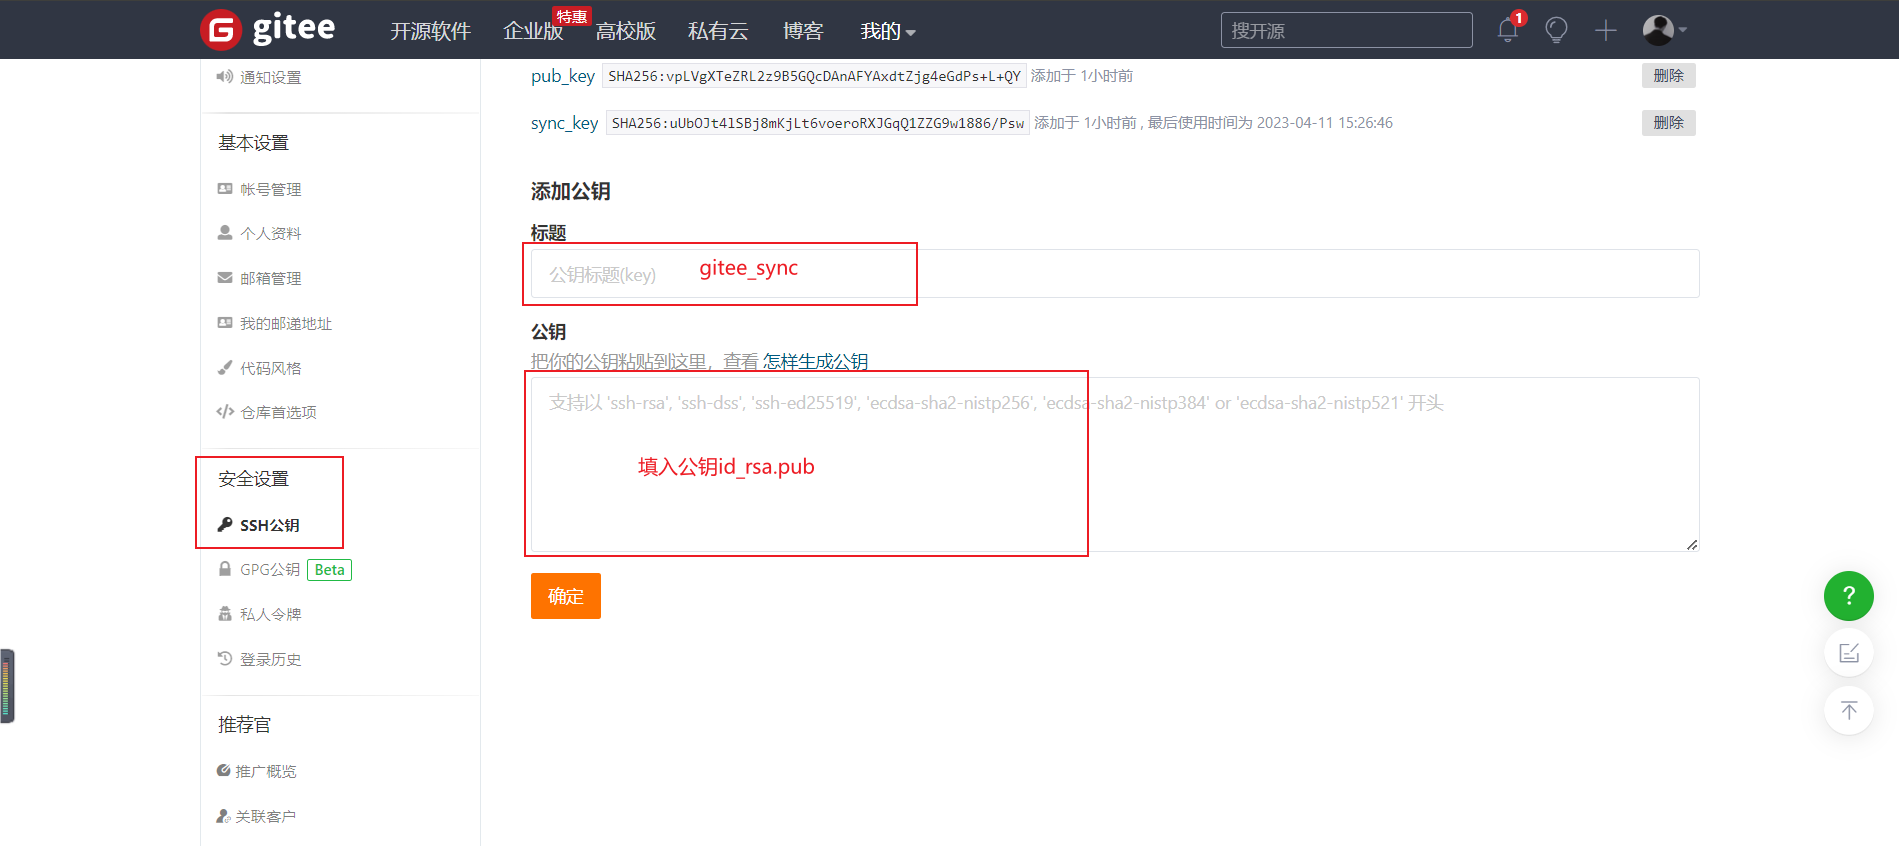 gitee
开源软件
企业版
特惠
高校版
私有云
博客
我的
搜开源
1
通知设置
基本设置
帐号管理
个人资料
邮箱管理
我的邮递地址
代码风格
仓库首选项
安全设置
SSH公钥
GPG公钥 Beta
私人令牌
登录历史
推荐官
推广概览
关联客户
pub_key SHA256:vpLVgXTeZRL2z9B5GQcDAnAFYAxdtZjg4eGdPs+L+QY 添加于 1小时前 删除
sync_key SHA256:uUbOJt4lSBj8mKjLt6voeroRXJGqQ1ZZG9w1886/Psw 添加于 1小时前 , 最后使用时间为 2023-04-11 15:26:46 删除
添加公钥
标题
公钥标题(key) gitee_sync
公钥
把你的公钥粘贴到这里，查看 怎样生成公钥
支持以 'ssh-rsa', 'ssh-dss', 'ssh-ed25519', 'ecdsa-sha2-nistp256', 'ecdsa-sha2-nistp384' or 'ecdsa-sha2-nistp521' 开头
填入公钥id_rsa.pub
确定
?